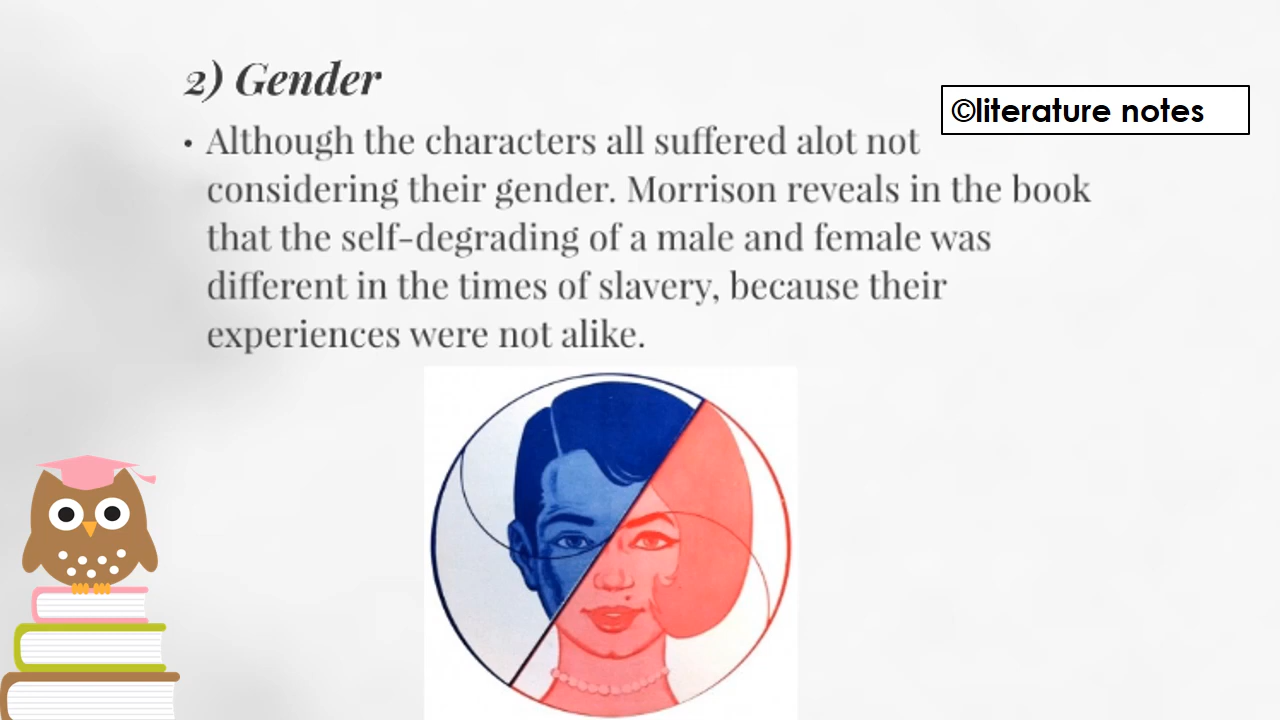 2) Gender
©literature notes
• Although the characters all suffered alot not
considering their gender. Morrison reveals in the book
that the self-degrading of a male and female was
different in the times of slavery, because their
experiences were not alike.